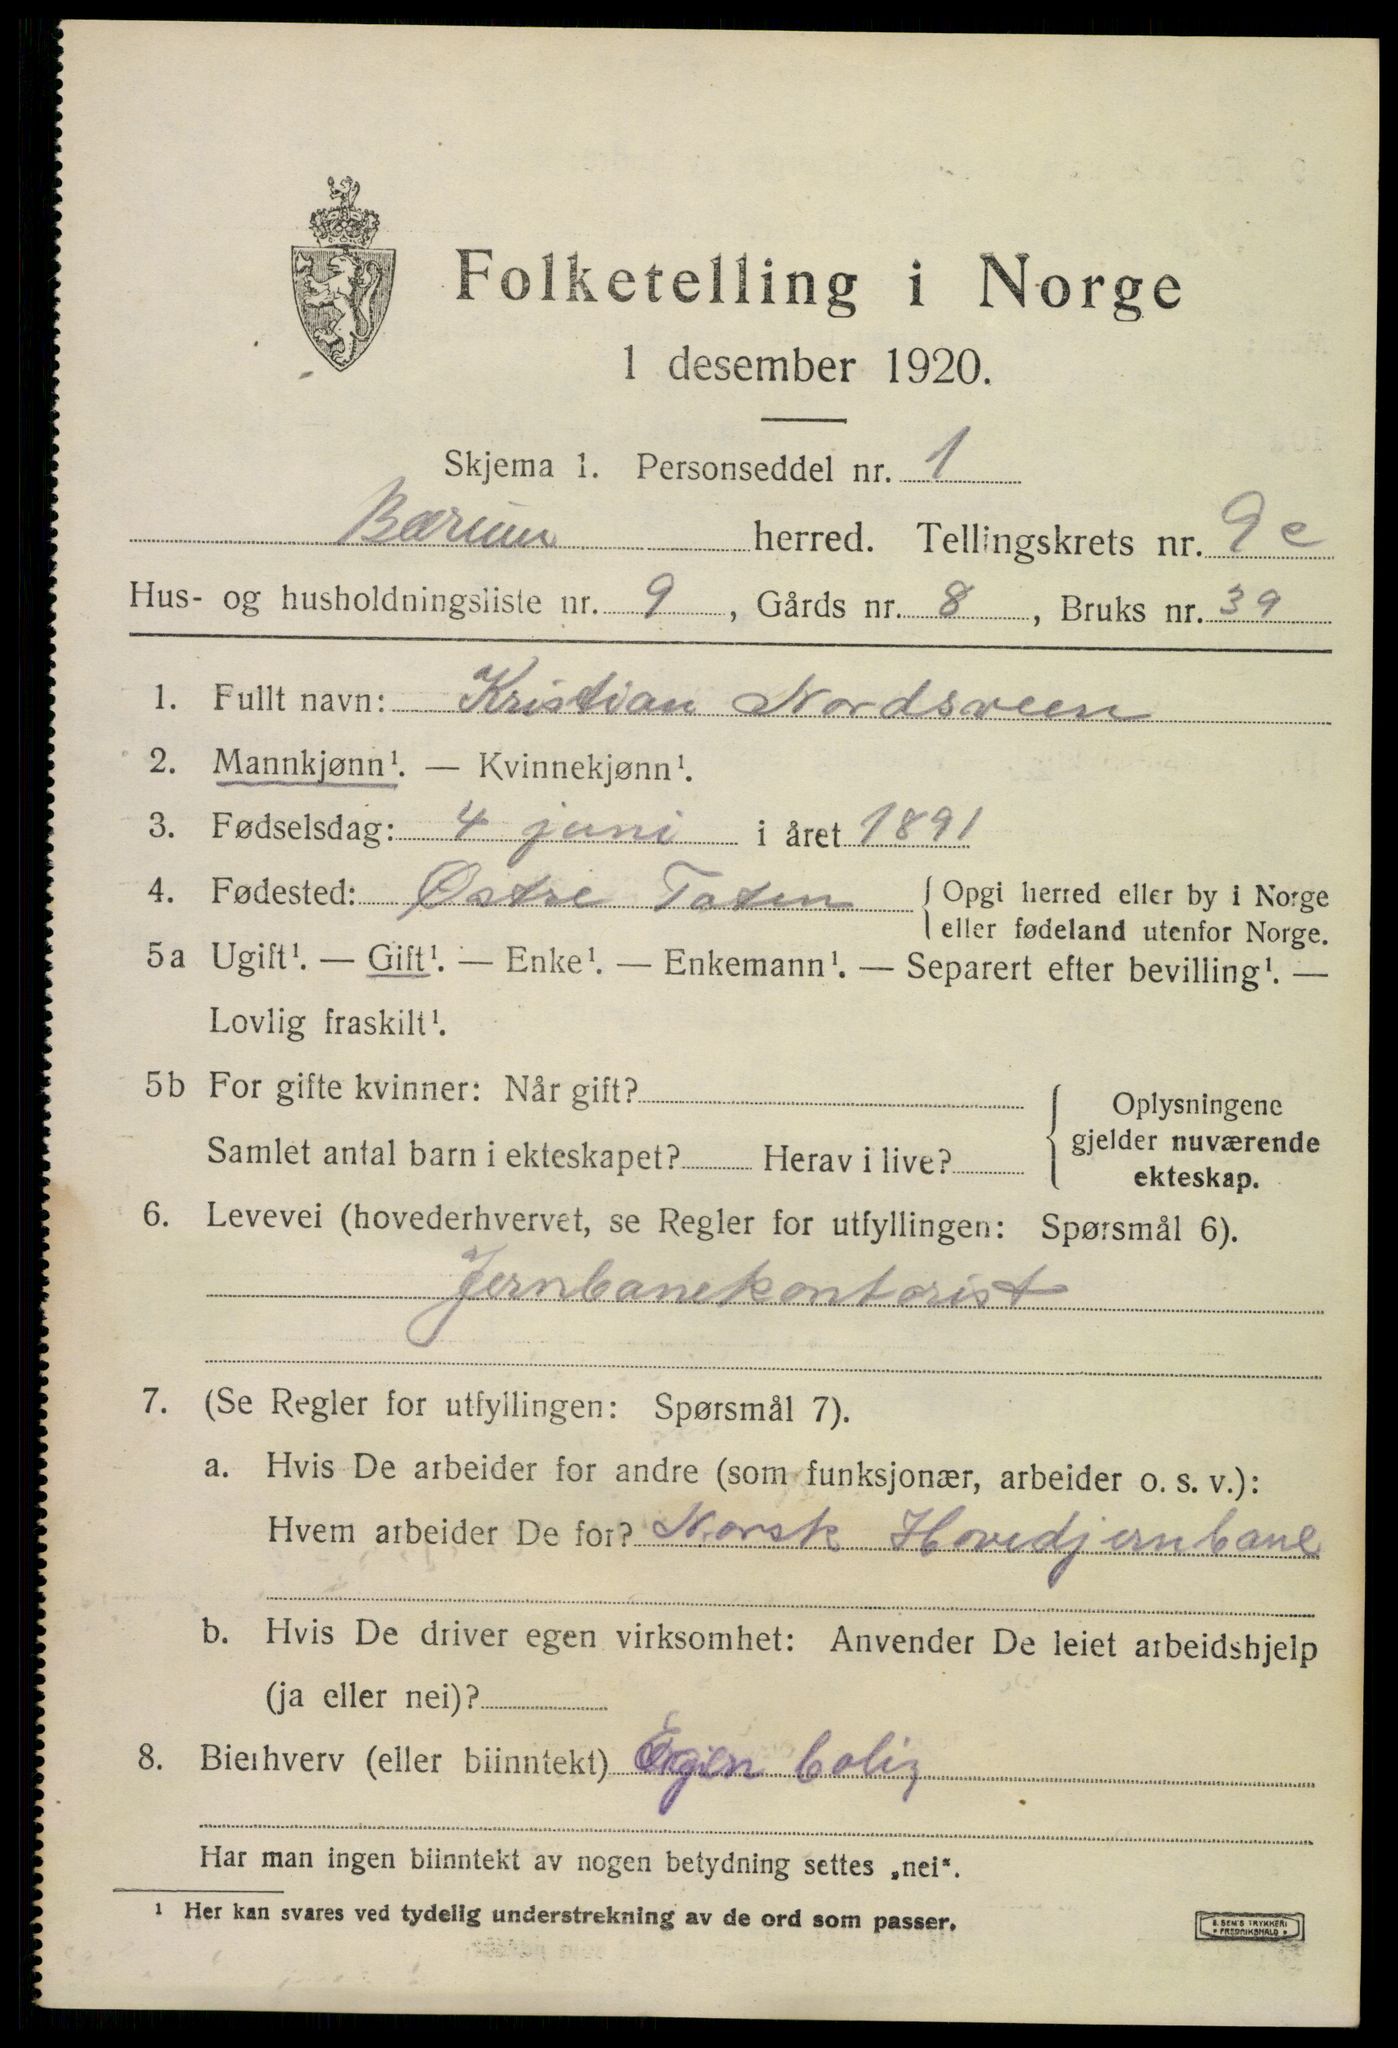 Folketelling i Norge
1 desember 1920.
Skjema 1. Personseddel nr. 1
Bærum herred. Tellingskrets nr. 9e
Hus- og husholdningsliste nr. 9, Gårds nr. 8, Bruks nr. 39
1. Fullt navn: Kristian Nordsveen
2. Mannkjønn¹. — Kvinnekjønn¹.
3. Fødselsdag: 4 juni i året 1891
4. Fødested: Østre Toten { Opgi herred eller by i Norge
eller fødeland utenfor Norge.
5a Ugift¹. — Gift¹. — Enke¹. — Enkemann¹. — Separert efter bevilling¹. —
Lovlig fraskilt¹.
5b For gifte kvinner: Når gift?
Samlet antal barn i ekteskapet? Herav i live?
Oplysningene
gjelder nuværende
ekteskap.
6. Levevei (hovederhvervet, se Regler for utfyllingen: Spørsmål 6).
Jernbanekontorist
7. (Se Regler for utfyllingen: Spørsmål 7).
a. Hvis De arbeider for andre (som funksjonær, arbeider o. s. v.):
Hvem arbeider De for? Norsk Hovedjernbane
b. Hvis De driver egen virksomhet: Anvender De leiet arbeidshjelp
(ja eller nei)?
8. Bierhverv (eller biinntekt) Egen bolig
Har man ingen biinntekt av nogen betydning settes „nei“.
¹ Her kan svares ved tydelig understrekning av de ord som passer.
E. SEM'S TRYKKERI
FREDRIKSHALD